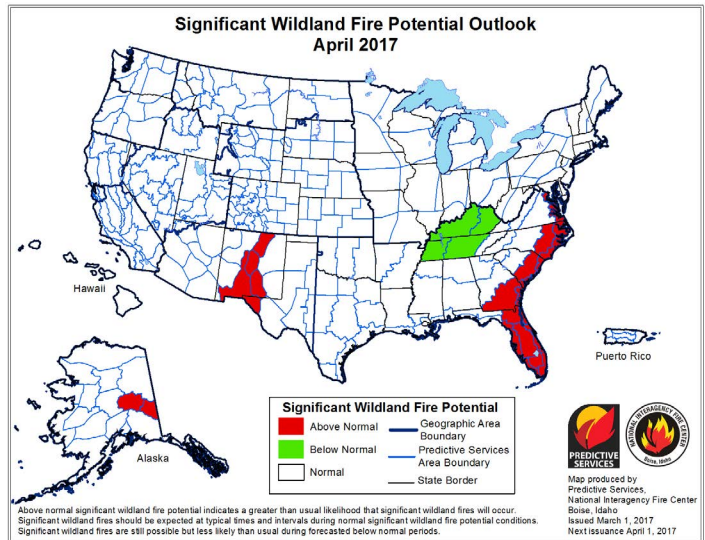 Significant Wildland Fire Potential Outlook
April 2017
Hawaii
Puerto Rico
Alaska
Significant Wildland Fire Potential
Above Normal
Below Normal
Normal
Geographic Area
Boundary
Predictive Services
Area Boundary
State Border
PREDICTIVE
SERVICES
NATIONAL INTERAGENCY FIRE CENTER
Boise, Idaho
Map produced by
Predictive Services,
National Interagency Fire Center
Boise, Idaho
Issued March 1, 2017
Next issuance April 1, 2017
Above normal significant wildland fire potential indicates a greater than usual likelihood that significant wildland fires will occur.
Significant wildland fires should be expected at typical times and intervals during normal significant wildland fire potential conditions.
Significant wildland fires are still possible but less likely than usual during forecasted below normal periods.